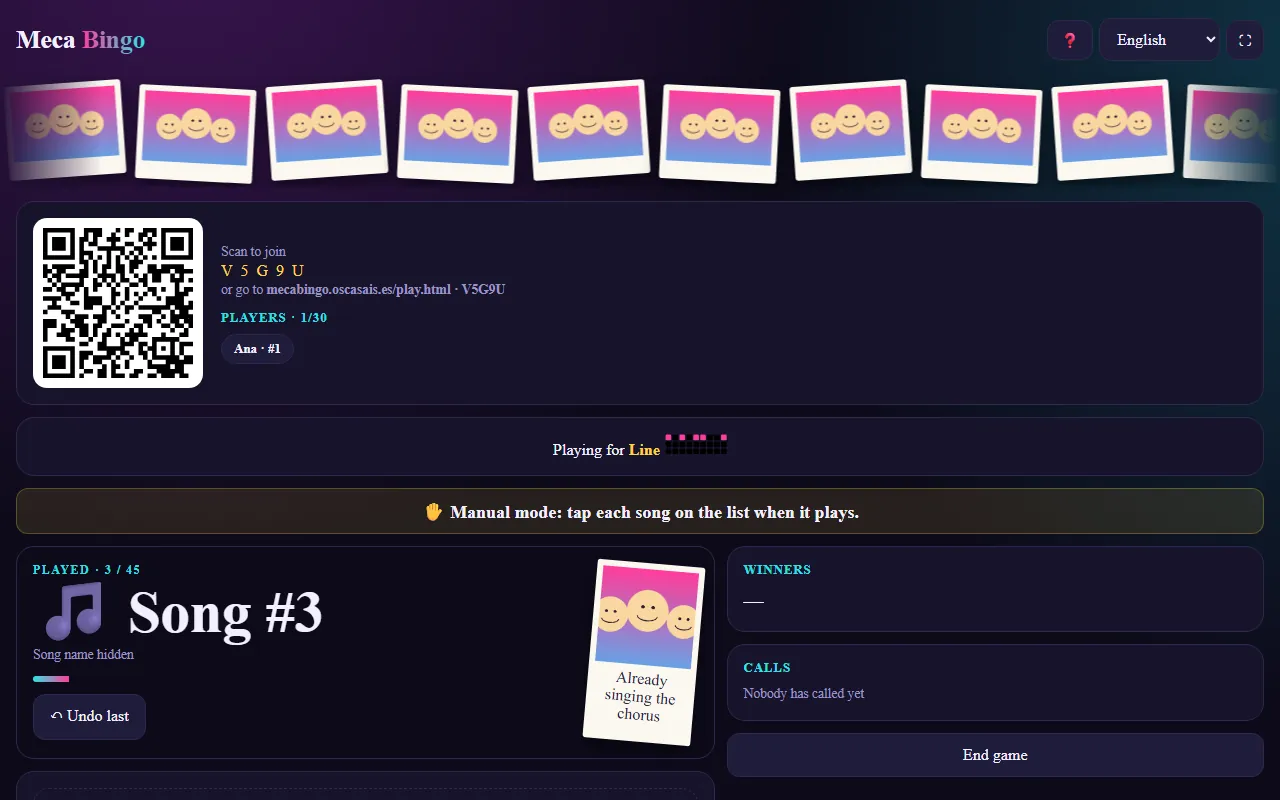 Meca Bingo
English
Scan to join
V 5 G 9 U
or go to mecabingo.oscasais.es/play.html · V5G9U
PLAYERS · 1/30
Ana · #1
Playing for Line
Manual mode: tap each song on the list when it plays.
PLAYED · 3 / 45
Song #3
Song name hidden
Undo last
Already
singing the
chorus
WINNERS
—
CALLS
Nobody has called yet
End game